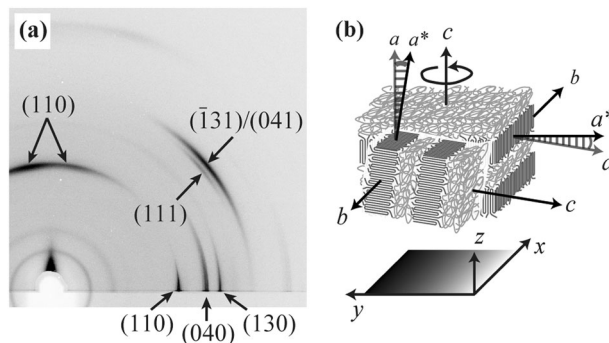 (a)
(110)
(1̄31)/(041)
(111)
(110)
(040)
(130)
(b)
a
a*
c
b
a*
a
b
c
z
x
y